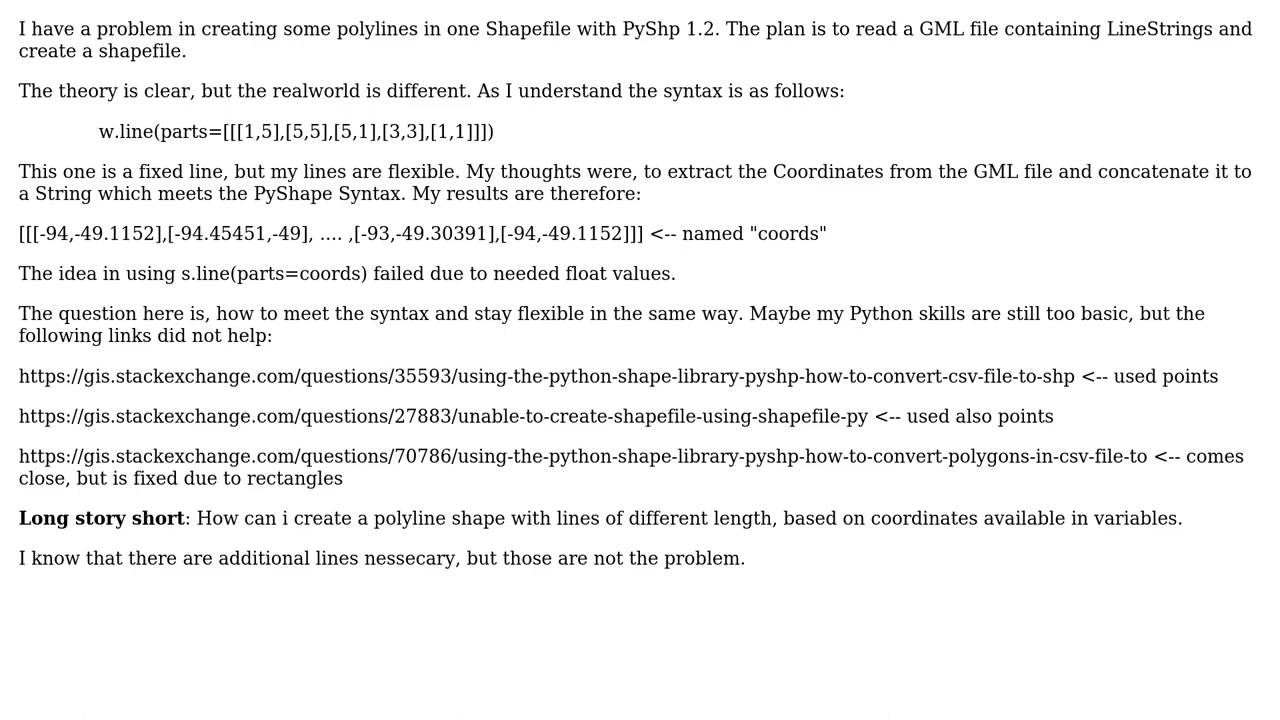 I have a problem in creating some polylines in one Shapefile with PyShp 1.2. The plan is to read a GML file containing LineStrings and
create a shapefile.
The theory is clear, but the realworld is different. As I understand the syntax is as follows:
w.line(parts=[[[1,5],[5,5],[5,1],[3,3],[1,1]]])
This one is a fixed line, but my lines are flexible. My thoughts were, to extract the Coordinates from the GML file and concatenate it to
a String which meets the PyShape Syntax. My results are therefore:
[[[-94,-49.1152],[-94.45451,-49], .... ,[-93,-49.30391],[-94,-49.1152]]] <-- named "coords"
The idea in using s.line(parts=coords) failed due to needed float values.
The question here is, how to meet the syntax and stay flexible in the same way. Maybe my Python skills are still too basic, but the
following links did not help:
https://gis.stackexchange.com/questions/35593/using-the-python-shape-library-pyshp-how-to-convert-csv-file-to-shp <-- used points
https://gis.stackexchange.com/questions/27883/unable-to-create-shapefile-using-shapefile-py <-- used also points
https://gis.stackexchange.com/questions/70786/using-the-python-shape-library-pyshp-how-to-convert-polygons-in-csv-file-to <-- comes
close, but is fixed due to rectangles
Long story short: How can i create a polyline shape with lines of different length, based on coordinates available in variables.
I know that there are additional lines nessecary, but those are not the problem.